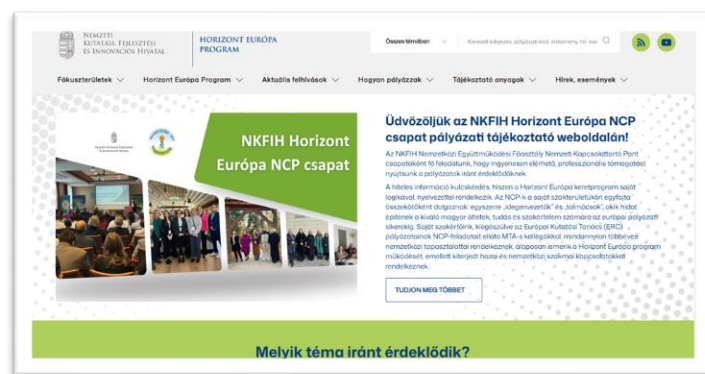 NEMZETI
KUTATÁSI, FEJLESZTÉSI
ÉS INNOVÁCIÓS HIVATAL
HORIZONT EURÓPA
PROGRAM
Összes témában
Keresett kifejezés, pályázati
Fókuszterületek
Horizont Európa Program
Aktuális felhívások
Hogyan pályázzak
Tájékoztató anyagok
Hírek, események
NKFIH Horizont
Európa NCP csapat
Üdvözöljük az NKFIH Horizont Európa NCP
csapat pályázati tájékoztató weboldalán!
Az NKFIH Nemzetközi Együttműködési Főosztály Nemzeti Kapcsolattartó Pont
csapataként fő feladatunk, hogy ingyenesen elérhető, professzionális támogatást
nyújtsunk a pályázatok iránt érdeklődőknek.
A hiteles információ kulcskérdés, hiszen a Horizont Európa keretprogram saját
logikával, nyelvezettel rendelkezik. Az NCP-k a saját szakterületükön egyfajta
összekötőként dolgoznak: egyszerre „idegenvezetők” és „tolmácsok”, akik hidat
építenek a kiváló magyar ötletek, tudás és szakértelem számára az európai pályázati
sikerekig. Saját szakértőink, kiegészülve az Európai Kutatási Tanács (ERC)
pályázatainak NCP-feladatait ellátó MTA-s kollégákkal, mindannyian többéves
nemzetközi tapasztalattal rendelkeznek, alaposan ismerik a Horizont Európa program
működését, emellett kiterjedt hazai és nemzetközi szakmai kapcsolatokkal
rendelkeznek.
TUDJON MEG TÖBBET
Melyik téma iránt érdeklődik?